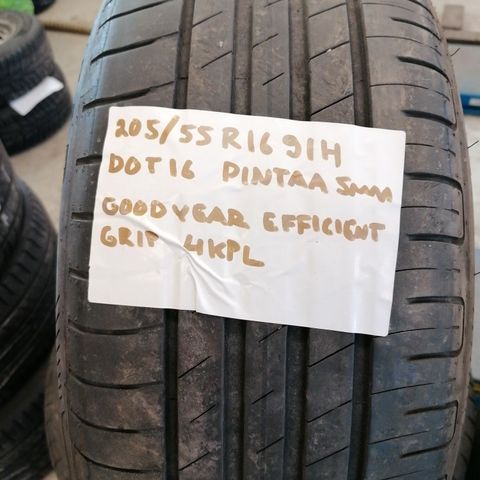 205/55 R16 91H
DOT16 PINTAA 5mm
GOODYEAR EFFICIENT
GRIP 4KPL